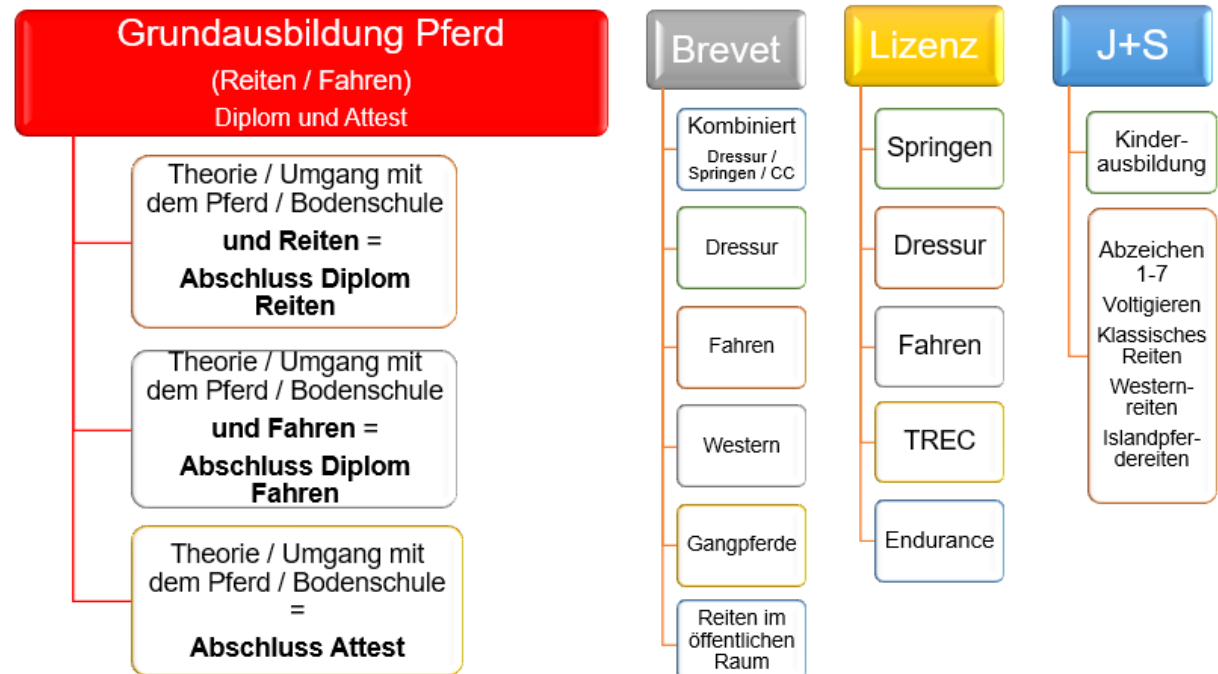 Grundausbildung Pferd
(Reiten / Fahren)
Diplom und Attest
Theorie / Umgang mit
dem Pferd / Bodenschule
und Reiten =
Abschluss Diplom
Reiten
Theorie / Umgang mit
dem Pferd / Bodenschule
und Fahren =
Abschluss Diplom
Fahren
Theorie / Umgang mit
dem Pferd / Bodenschule
=
Abschluss Attest
Brevet
Kombiniert
Dressur /
Springen / CC
Dressur
Fahren
Western
Gangpferde
Reiten im
öffentlichen
Raum
Lizenz
Springen
Dressur
Fahren
TREC
Endurance
J+S
Kinder-
ausbildung
Abzeichen
1-7
Voltigieren
Klassisches
Reiten
Western-
reiten
Islandpfer-
dereiten